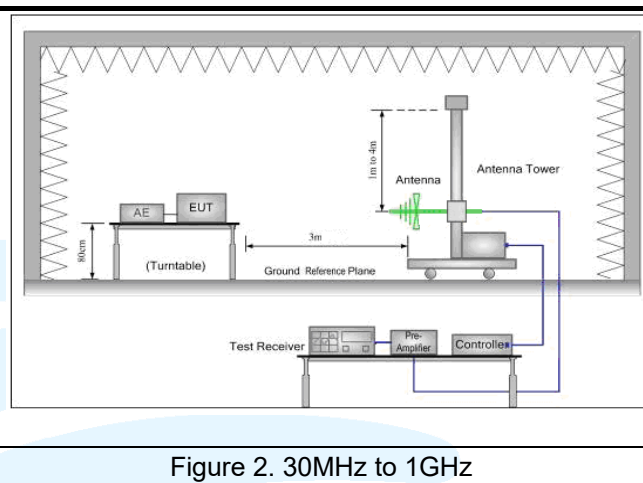 1m to 4m
Antenna
Antenna Tower
AE
EUT
80cm
(Turntable)
3m
Ground Reference Plane
Test Receiver
Pre-
Amplifier
Controller
Figure 2. 30MHz to 1GHz